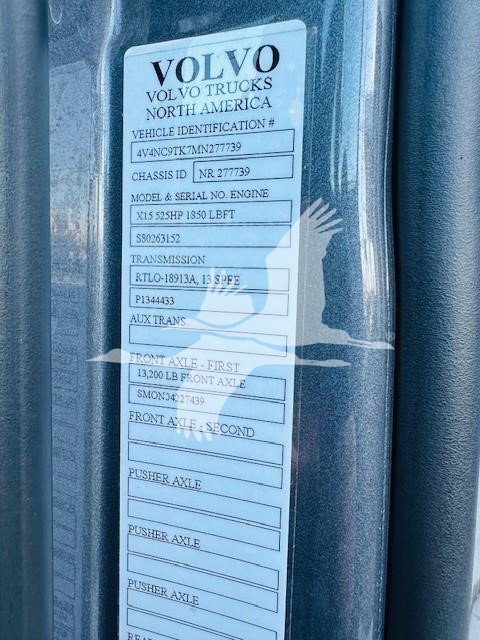 VOLVO
VOLVO TRUCKS
NORTH AMERICA
VEHICLE IDENTIFICATION #
4V4NC9TK7MN277739
CHASSIS ID NR 277739
MODEL & SERIAL NO. ENGINE
X15 525HP 1850 LBFT
S80263152
TRANSMISSION
RTLO-18913A, 13 SPEE
P1344433
AUX TRANS
FRONT AXLE - FIRST
13,200 LB FRONT AXLE
SMON04227439
FRONT AXLE - SECOND
PUSHER AXLE
PUSHER AXLE
PUSHER AXLE